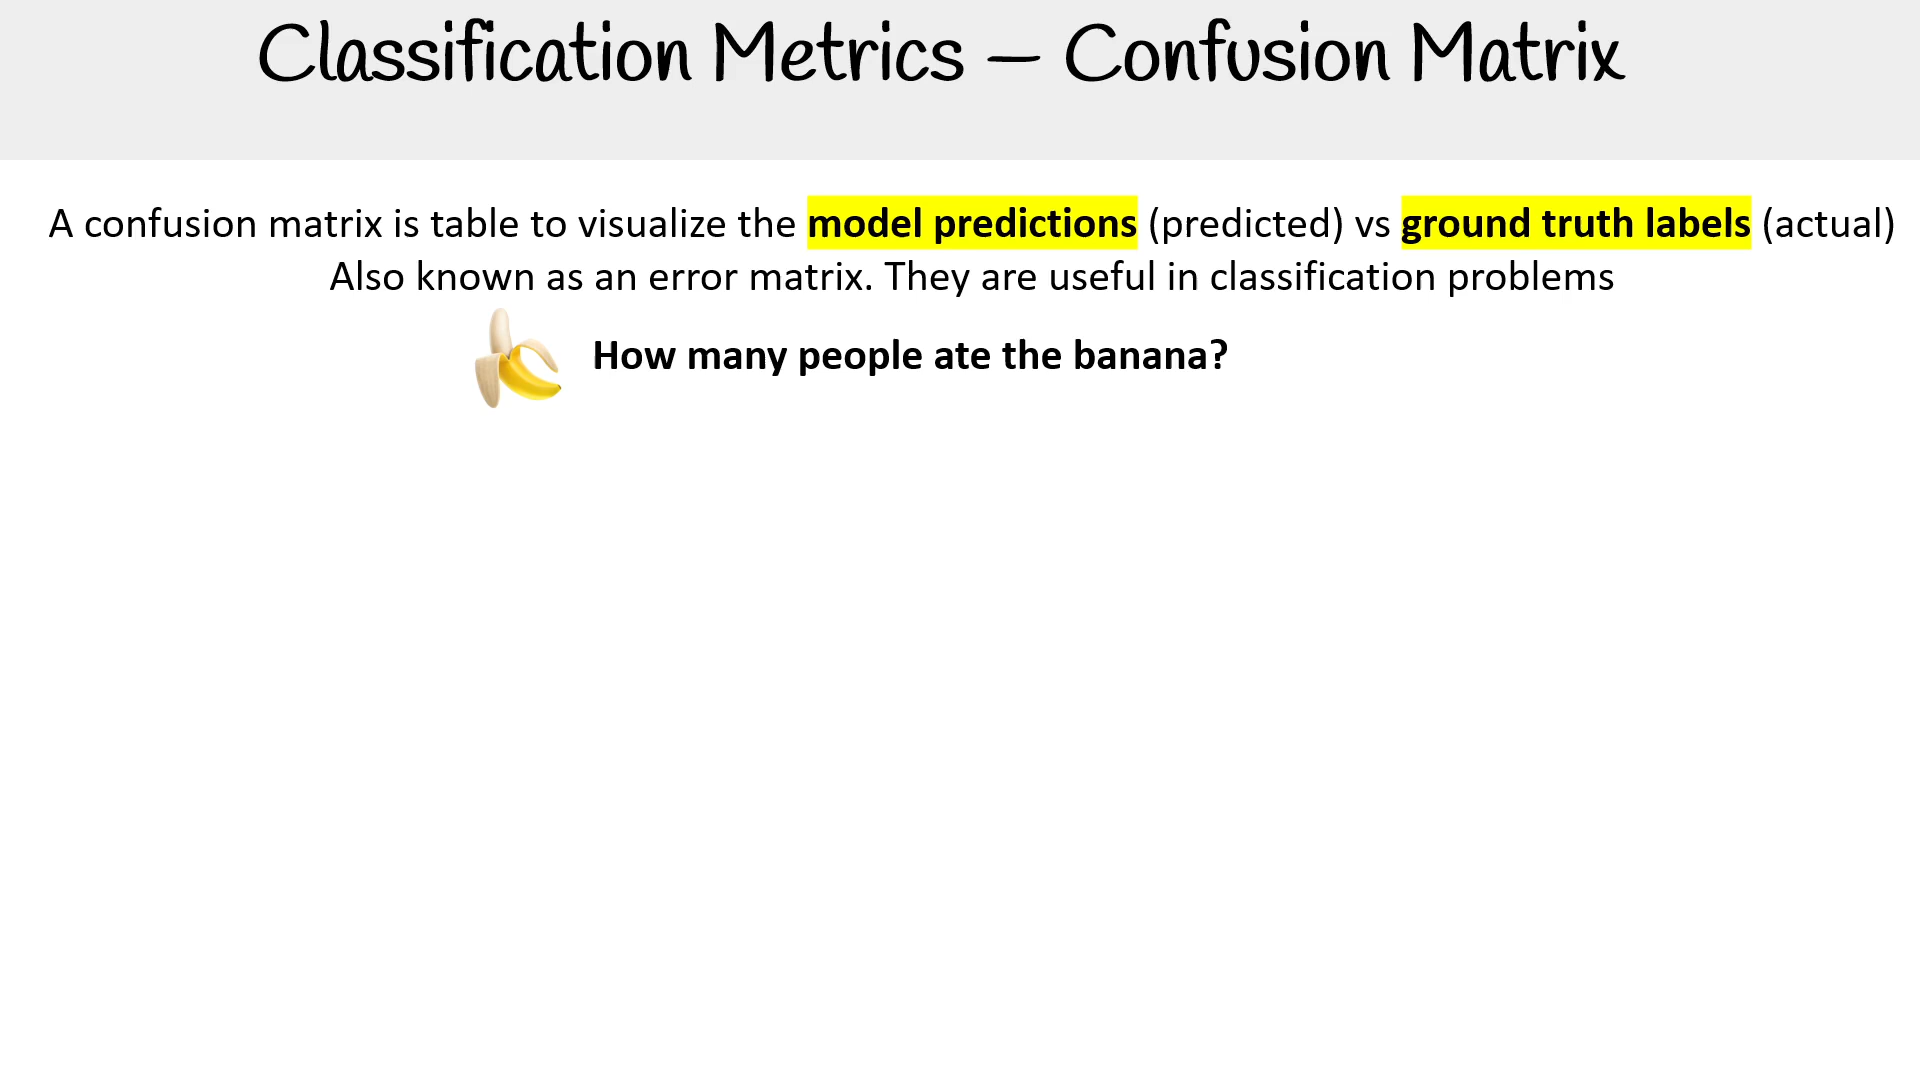 Classification Metrics – Confusion Matrix
A confusion matrix is table to visualize the model predictions (predicted) vs ground truth labels (actual)
Also known as an error matrix. They are useful in classification problems
How many people ate the banana?